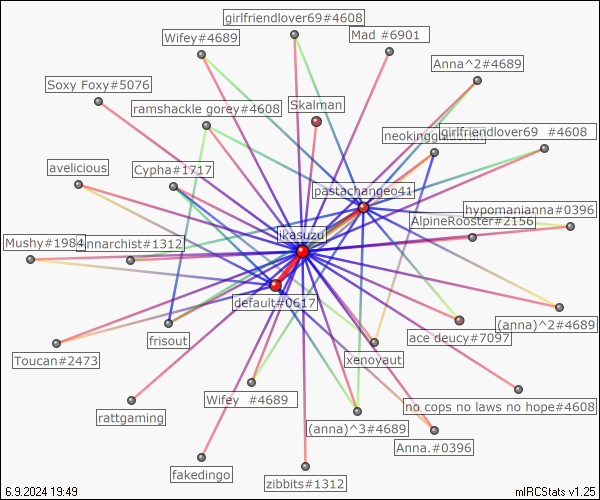 girlfriendlover69#4608
Wifey#4689
Mad #6901
Anna^2#4689
Soxy Foxy#5076
ramshackle gorey#4608
Skalman
girlfriendlover69 #4608
avelicious
Cypha#1717
pastachangeo41
hypomanianna#0396
AlpineRooster#2156
Mushy#1984
Annarchist#1312
ikasuzu
default#0617
(anna)^2#4689
frisout
ace deucy#7097
Toucan#2473
xenoyaut
Wifey #4689
no cops no laws no hope#4608
rattgaming
(anna)^3#4689
Anna.#0396
fakedingo
zibbits#1312
6.9.2024 19:49
mIRCStats v1.25